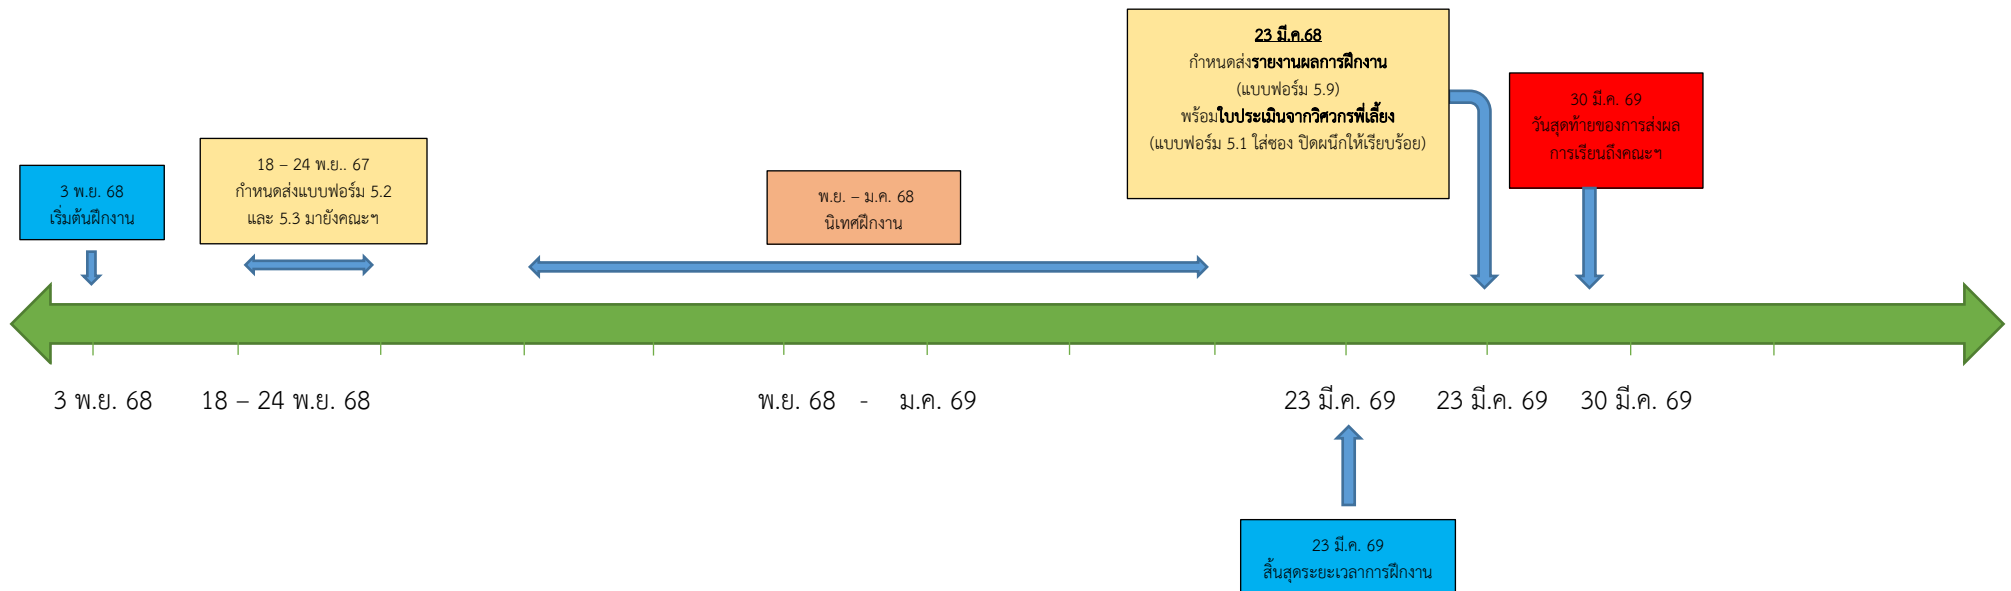 23 มี.ค.68
กำหนดส่งรายงานผลการฝึกงาน
(แบบฟอร์ม 5.9)
พร้อมใบประเมินจากวิศวกรพี่เลี้ยง
(แบบฟอร์ม 5.1 ใส่ซอง ปิดผนึกให้เรียบร้อย)
30 มี.ค. 69
วันสุดท้ายของการส่งผล
การเรียนถึงคณะฯ
18 – 24 พ.ย.. 67
กำหนดส่งแบบฟอร์ม 5.2
และ 5.3 มายังคณะฯ
3 พ.ย. 68
เริ่มต้นฝึกงาน
พ.ย. – ม.ค. 68
นิเทศฝึกงาน
3 พ.ย. 68
18 – 24 พ.ย. 68
พ.ย. 68 - ม.ค. 69
23 มี.ค. 69
23 มี.ค. 69
30 มี.ค. 69
23 มี.ค. 69
สิ้นสุดระยะเวลาการฝึกงาน